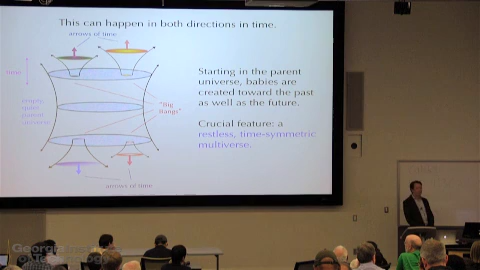 This can happen in both directions in time.
arrows of time
time
Starting in the parent
universe, babies are
created toward the past
as well as the future.
"Big
Bangs"
Crucial feature: a
restless, time-symmetric
multiverse.
arrows of time
Georgia